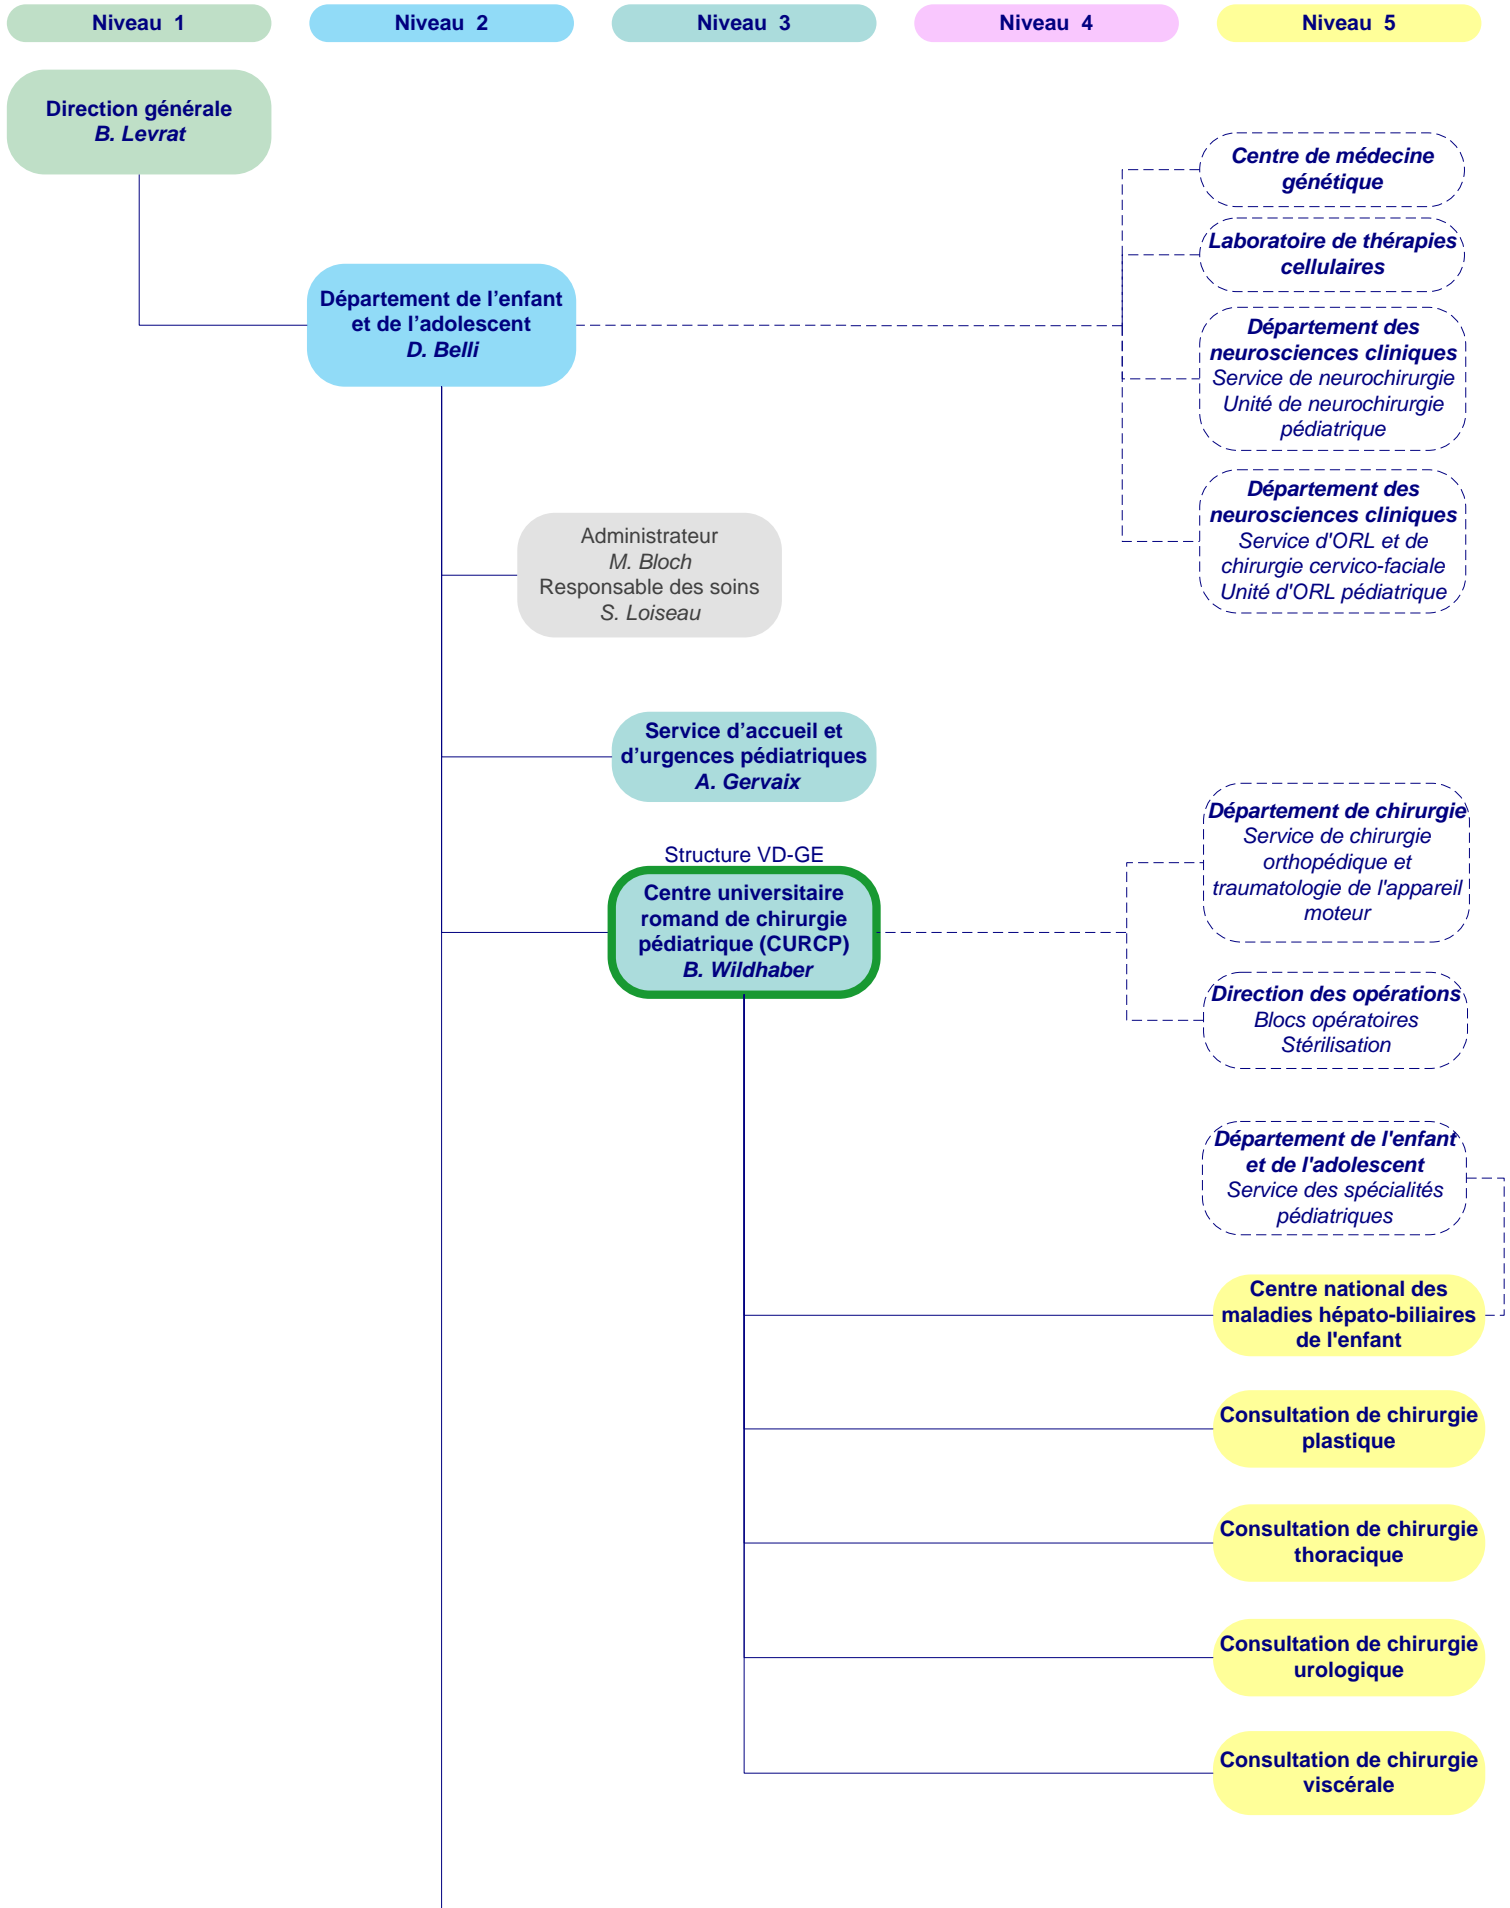 Niveau 1
Niveau 2
Niveau 3
Niveau 4
Niveau 5
Direction générale
B. Levrat
Centre de médecine
génétique
Laboratoire de thérapies
cellulaires
Département de l’enfant
et de l’adolescent
D. Belli
Département des
neurosciences cliniques
Service de neurochirurgie
Unité de neurochirurgie
pédiatrique
Département des
neurosciences cliniques
Service d'ORL et de
chirurgie cervico-faciale
Unité d'ORL pédiatrique
Administrateur
M. Bloch
Responsable des soins
S. Loiseau
Service d’accueil et
d’urgences pédiatriques
A. Gervaix
Département de chirurgie
Service de chirurgie
orthopédique et
traumatologie de l'appareil
moteur
Structure VD-GE
Centre universitaire
romand de chirurgie
pédiatrique (CURCP)
B. Wildhaber
Direction des opérations
Blocs opératoires
Stérilisation
Département de l'enfant
et de l'adolescent
Service des spécialités
pédiatriques
Centre national des
maladies hépato-biliaires
de l'enfant
Consultation de chirurgie
plastique
Consultation de chirurgie
thoracique
Consultation de chirurgie
urologique
Consultation de chirurgie
viscérale